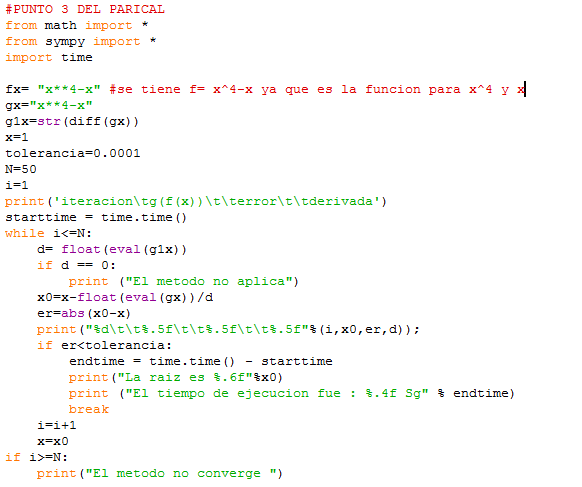 #PUNTO 3 DEL PARICAL
from math import *
from sympy import *
import time

fx= "x**4-x" #se tiene f= x^4-x ya que es la funcion para x^4 y x
gx="x**4-x"
g1x=str(diff(gx))
x=1
tolerancia=0.0001
N=50
i=1
print('iteracion\tg(f(x))\t\terror\t\tderivada')
starttime = time.time()
while i<=N:
    d= float(eval(g1x))
    if d == 0:
        print ("El metodo no aplica")
    x0=x-float(eval(gx))/d
    er=abs(x0-x)
    print("%d\t\t%.5f\t\t%.5f\t\t%.5f"%(i,x0,er,d));
    if er<tolerancia:
        endtime = time.time() - starttime
        print("La raiz es %.6f"%x0)
        print ("El tiempo de ejecucion fue : %.4f Sg" % endtime)
        break
    i=i+1
    x=x0
if i>=N:
    print("El metodo no converge ")